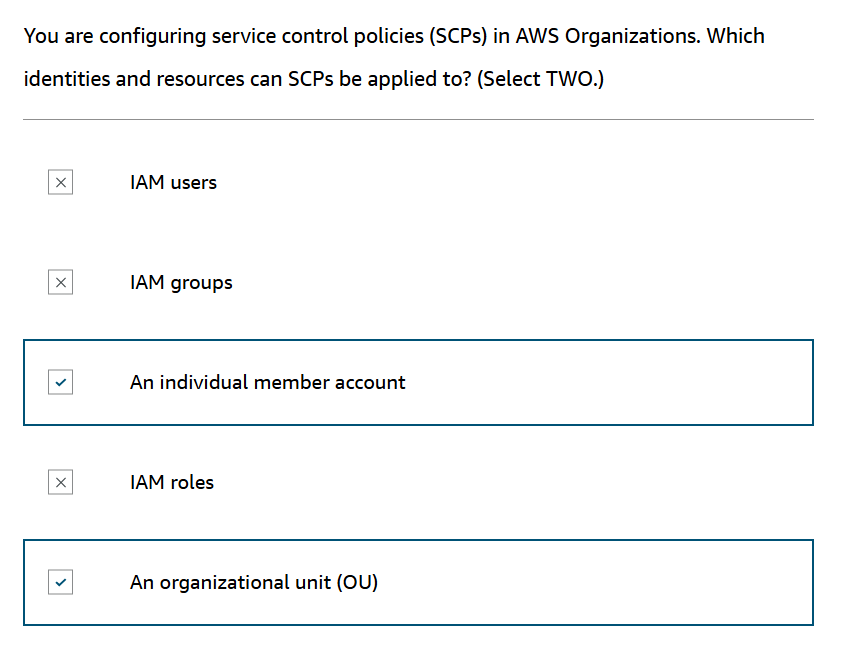 You are configuring service control policies (SCPs) in AWS Organizations. Which
identities and resources can SCPs be applied to? (Select TWO.)
IAM users
IAM groups
An individual member account
IAM roles
An organizational unit (OU)